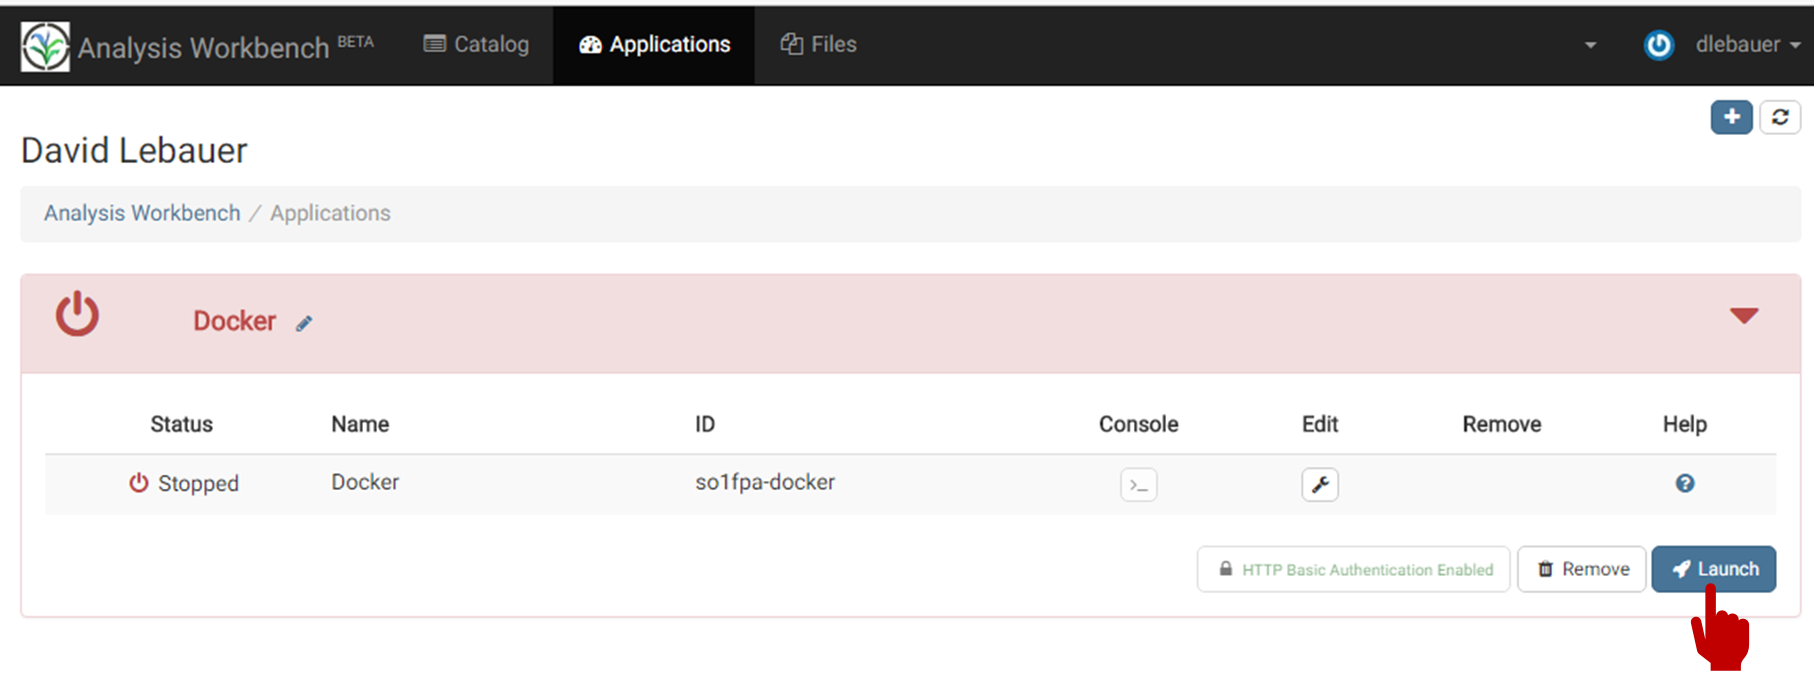 Analysis Workbench BETA Catalog Applications Files dlebauer
David Lebauer
Analysis Workbench / Applications
Docker
Status Name ID Console Edit Remove Help
Stopped Docker so1fpa-docker >_ ?
HTTP Basic Authentication Enabled Remove Launch